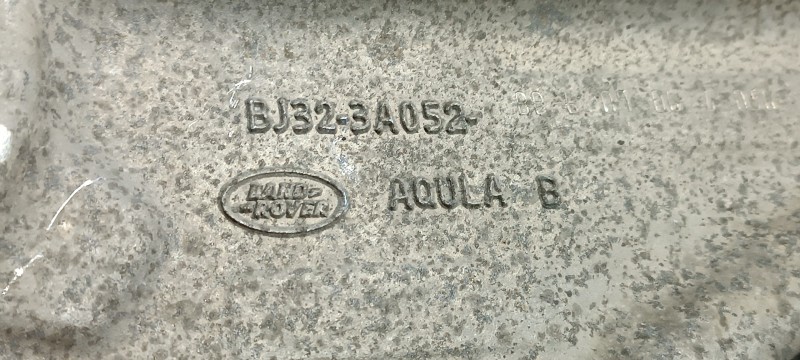 BJ32-3A052-
LAND-
-ROVER
AQULA B